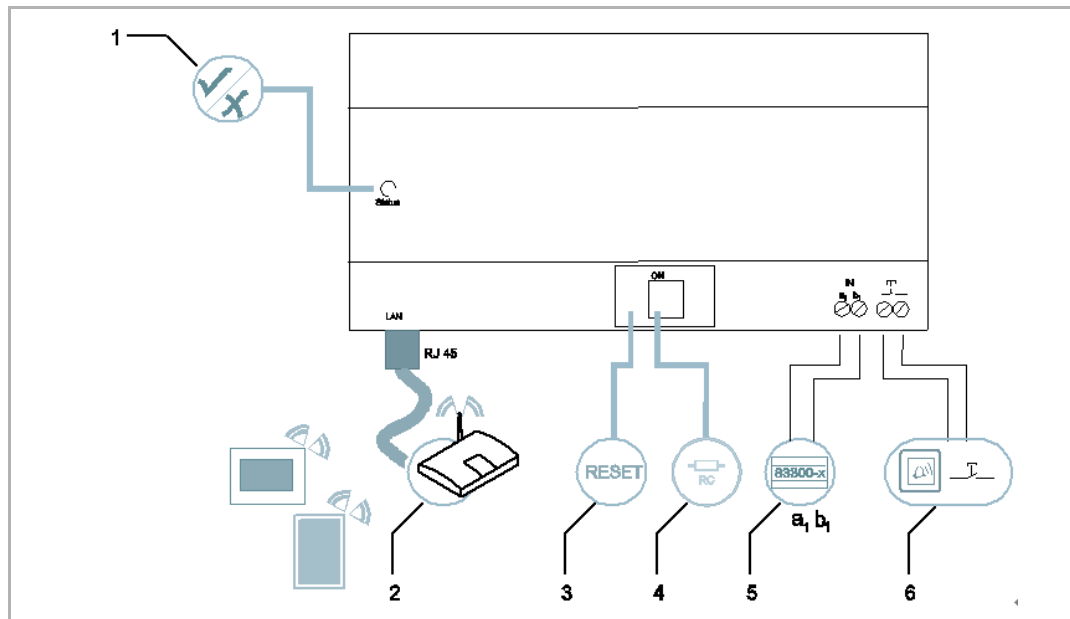 1
Status
ON
IN
a₁ b₁
LAN
RJ 45
RESET
RC
83300-x
a₁ b₁
2
3
4
5
6